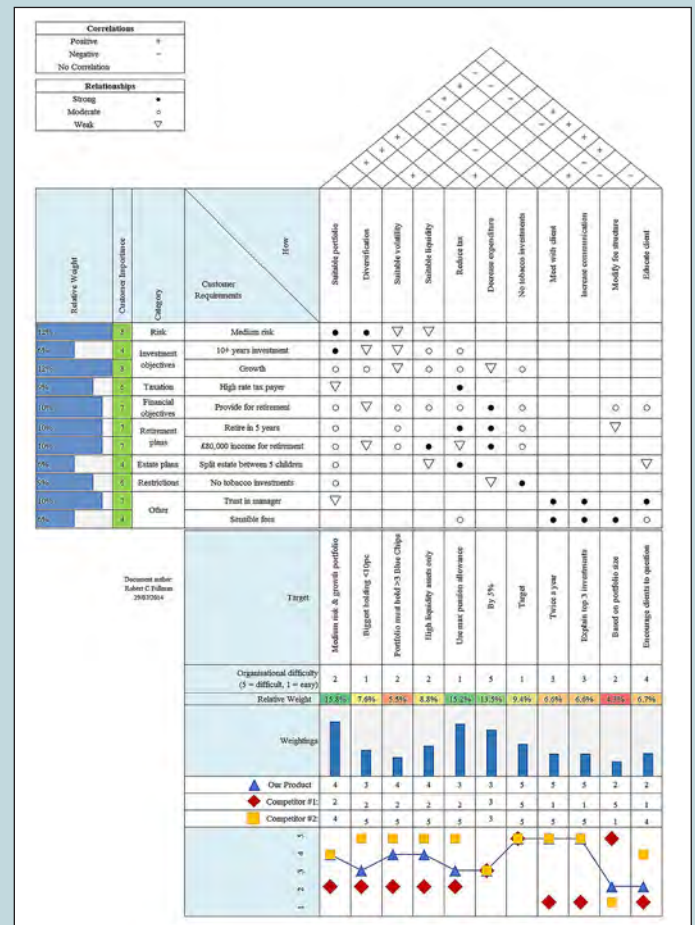 Correlations
Positive +
Negative −
No Correlation
Relationships
Strong ●
Moderate ○
Weak ▽
Relative Weight
Customer Importance
Category
Customer Requirements
How
Suitable portfolio
Diversification
Suitable volatility
Suitable liquidity
Reduce tax
Decrease expenditure
No tobacco investments
Meet with client
Increase communication
Modify fee structure
Educate client
Risk Medium risk
Investment objectives
10+ years investment
Growth
Taxation High rate tax payer
Financial objectives
Provide for retirement
Retirement plans
Retire in 5 years
£80,000 income for retirement
Estate plans Split estate between 5 children
Restrictions No tobacco investments
Other
Trust in manager
Sensible fees
Document author:
29/03/2014
Target
Medium risk & growth portfolio
Biggest holding <10pc
Portfolio must hold >3 Blue Chips
High liquidity assets only
Use max pension allowance
By 5%
Target
Twice a year
Explain top 3 investments
Based on portfolio size
Encourage clients to question
Organisational difficulty
(5 = difficult, 1 = easy)
2 1 2 2 1 5 1 3 3 2 4
Relative Weight 15.8% 7.6% 5.5% 8.8% 15.2% 13.5% 9.4% 6.6% 6.6% 6.7%
Weightings
Our Product 4 3 4 4 3 3 5 5 5 2 2
Competitor #1: 2 2 2 2 2 3 5 1 1 5 1
Competitor #2: 4 5 5 5 5 3 5 5 5 1 4
5
4
3
2
1